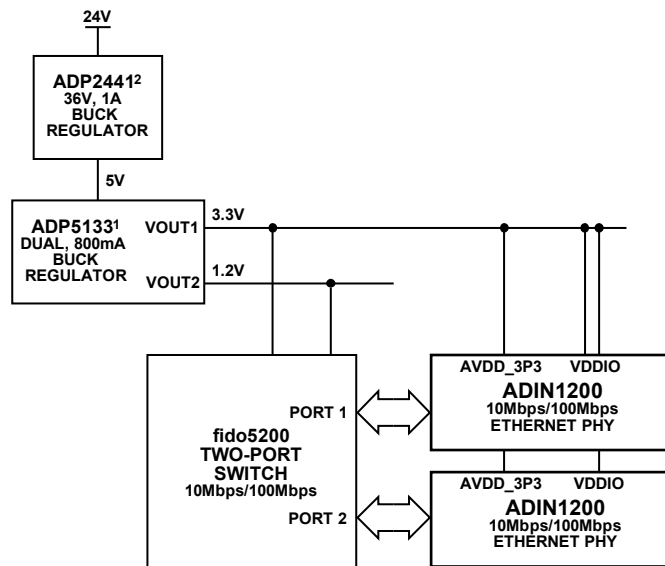 24V
ADP2441²
36V, 1A
BUCK
REGULATOR
5V
ADP5133¹
DUAL, 800mA
BUCK
REGULATOR
VOUT1
3.3V
VOUT2
1.2V
fido5200
TWO-PORT
SWITCH
10Mbps/100Mbps
PORT 1
PORT 2
AVDD_3P3 VDDIO
ADIN1200
10Mbps/100Mbps
ETHERNET PHY
AVDD_3P3 VDDIO
ADIN1200
10Mbps/100Mbps
ETHERNET PHY